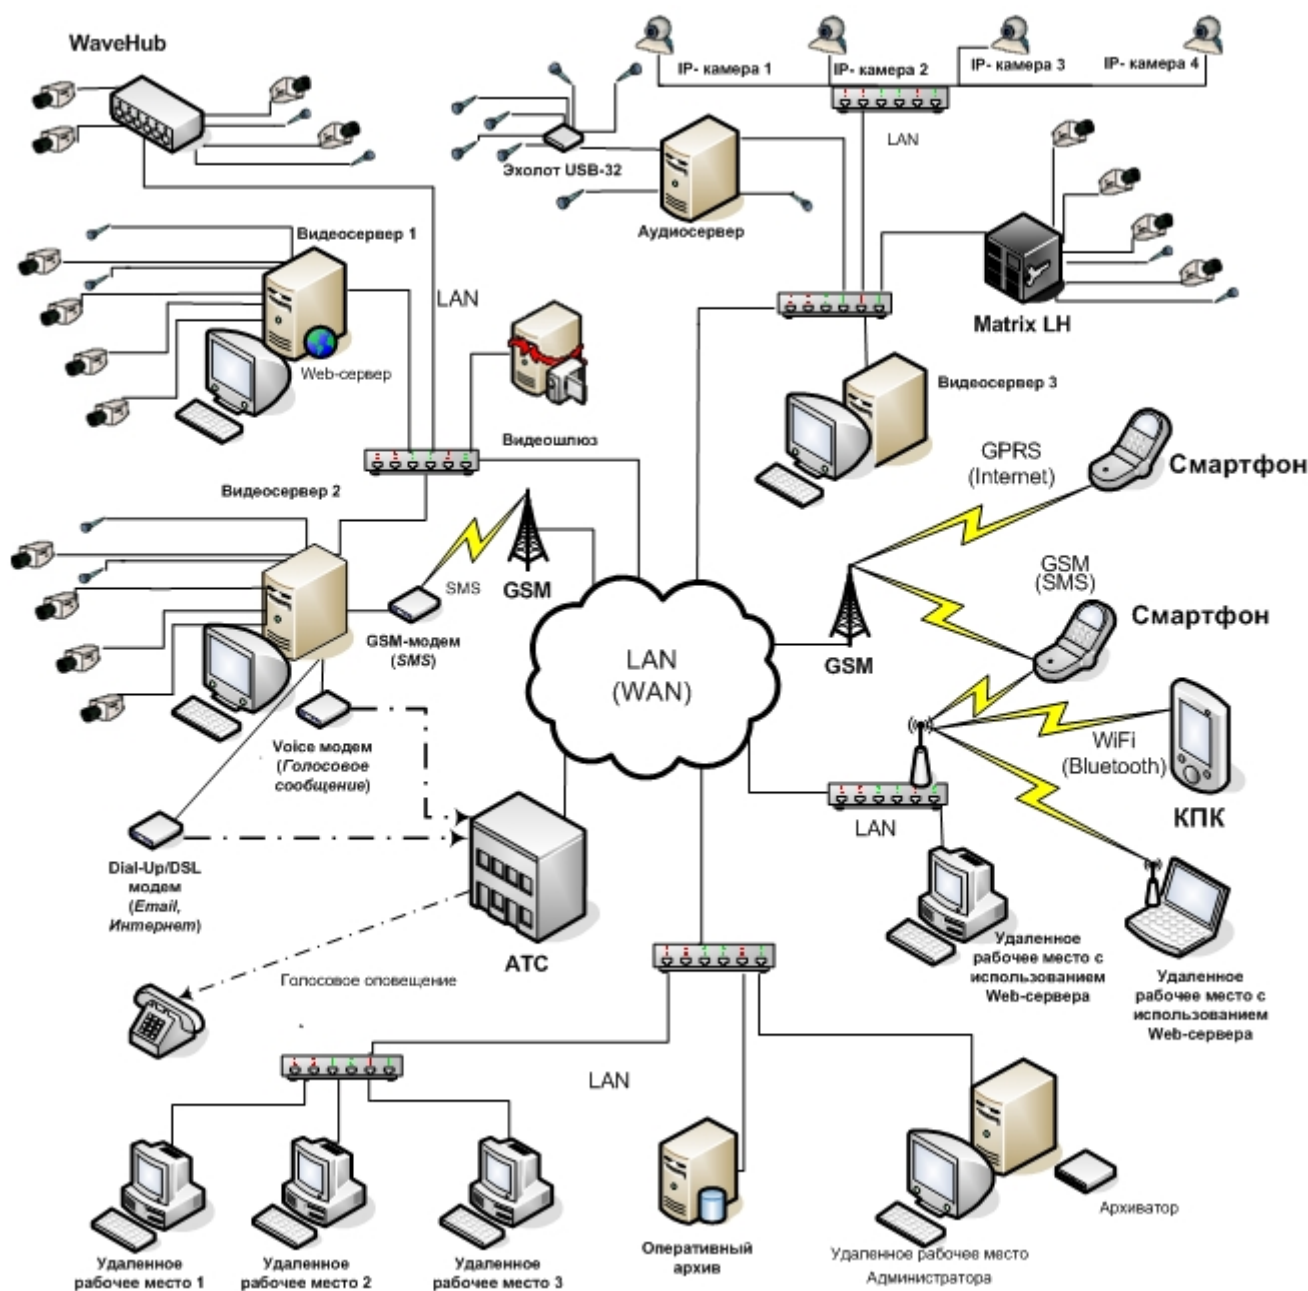 WaveHub
IP- камера 1
IP- камера 2
IP- камера 3
IP- камера 4
LAN
Эхолот USB-32
Аудиосервер
Видеосервер 1
LAN
Matrix LH
Web-сервер
Видеосервер 3
Видеошлюз
GPRS
(Internet)
Смартфон
Видеосервер 2
SMS
GSM
GSM
(SMS)
Смартфон
GSM-модем
(SMS)
LAN
(WAN)
GSM
Voice модем
(Голосовое
сообщение)
WiFi
(Bluetooth)
КПК
LAN
Dial-Up/DSL
модем
(Email,
Интернет)
АТС
Удаленное
рабочее место с
использованием
Web-сервера
Удаленное
рабочее место с
использованием
Web-сервера
Голосовое оповещение
LAN
Архиватор
Удаленное
рабочее место 1
Удаленное
рабочее место 2
Удаленное
рабочее место 3
Оперативный
архив
Удаленное рабочее место
Администратора